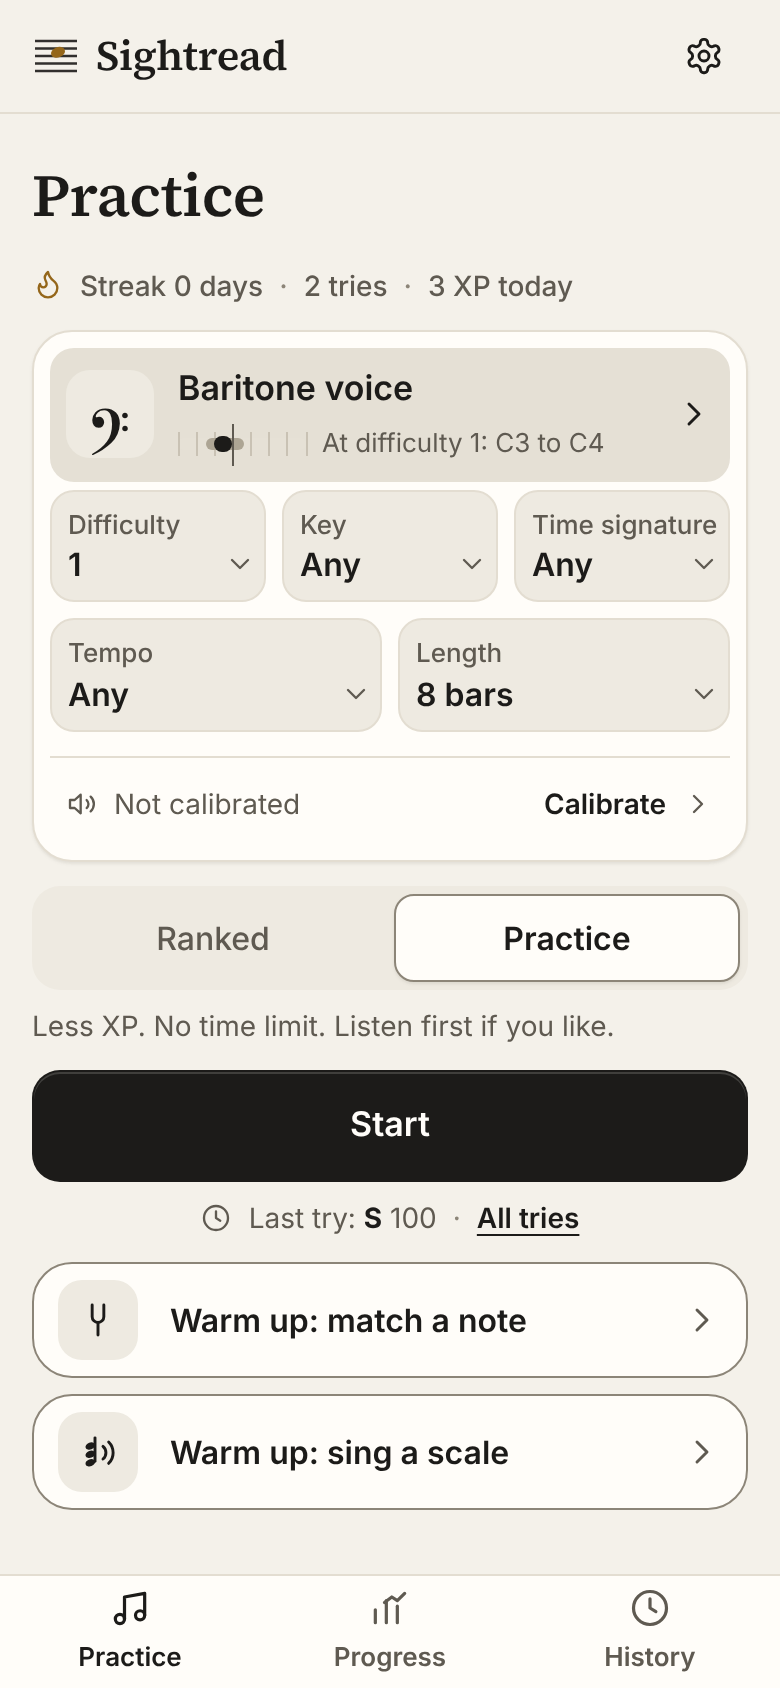 Sightread
Practice
Streak 0 days · 2 tries · 3 XP today
Baritone voice
At difficulty 1: C3 to C4
Difficulty
1
Key
Any
Time signature
Any
Tempo
Any
Length
8 bars
Not calibrated
Calibrate
Ranked
Practice
Less XP. No time limit. Listen first if you like.
Start
Last try: S 100 · All tries
Warm up: match a note
Warm up: sing a scale
Practice
Progress
History